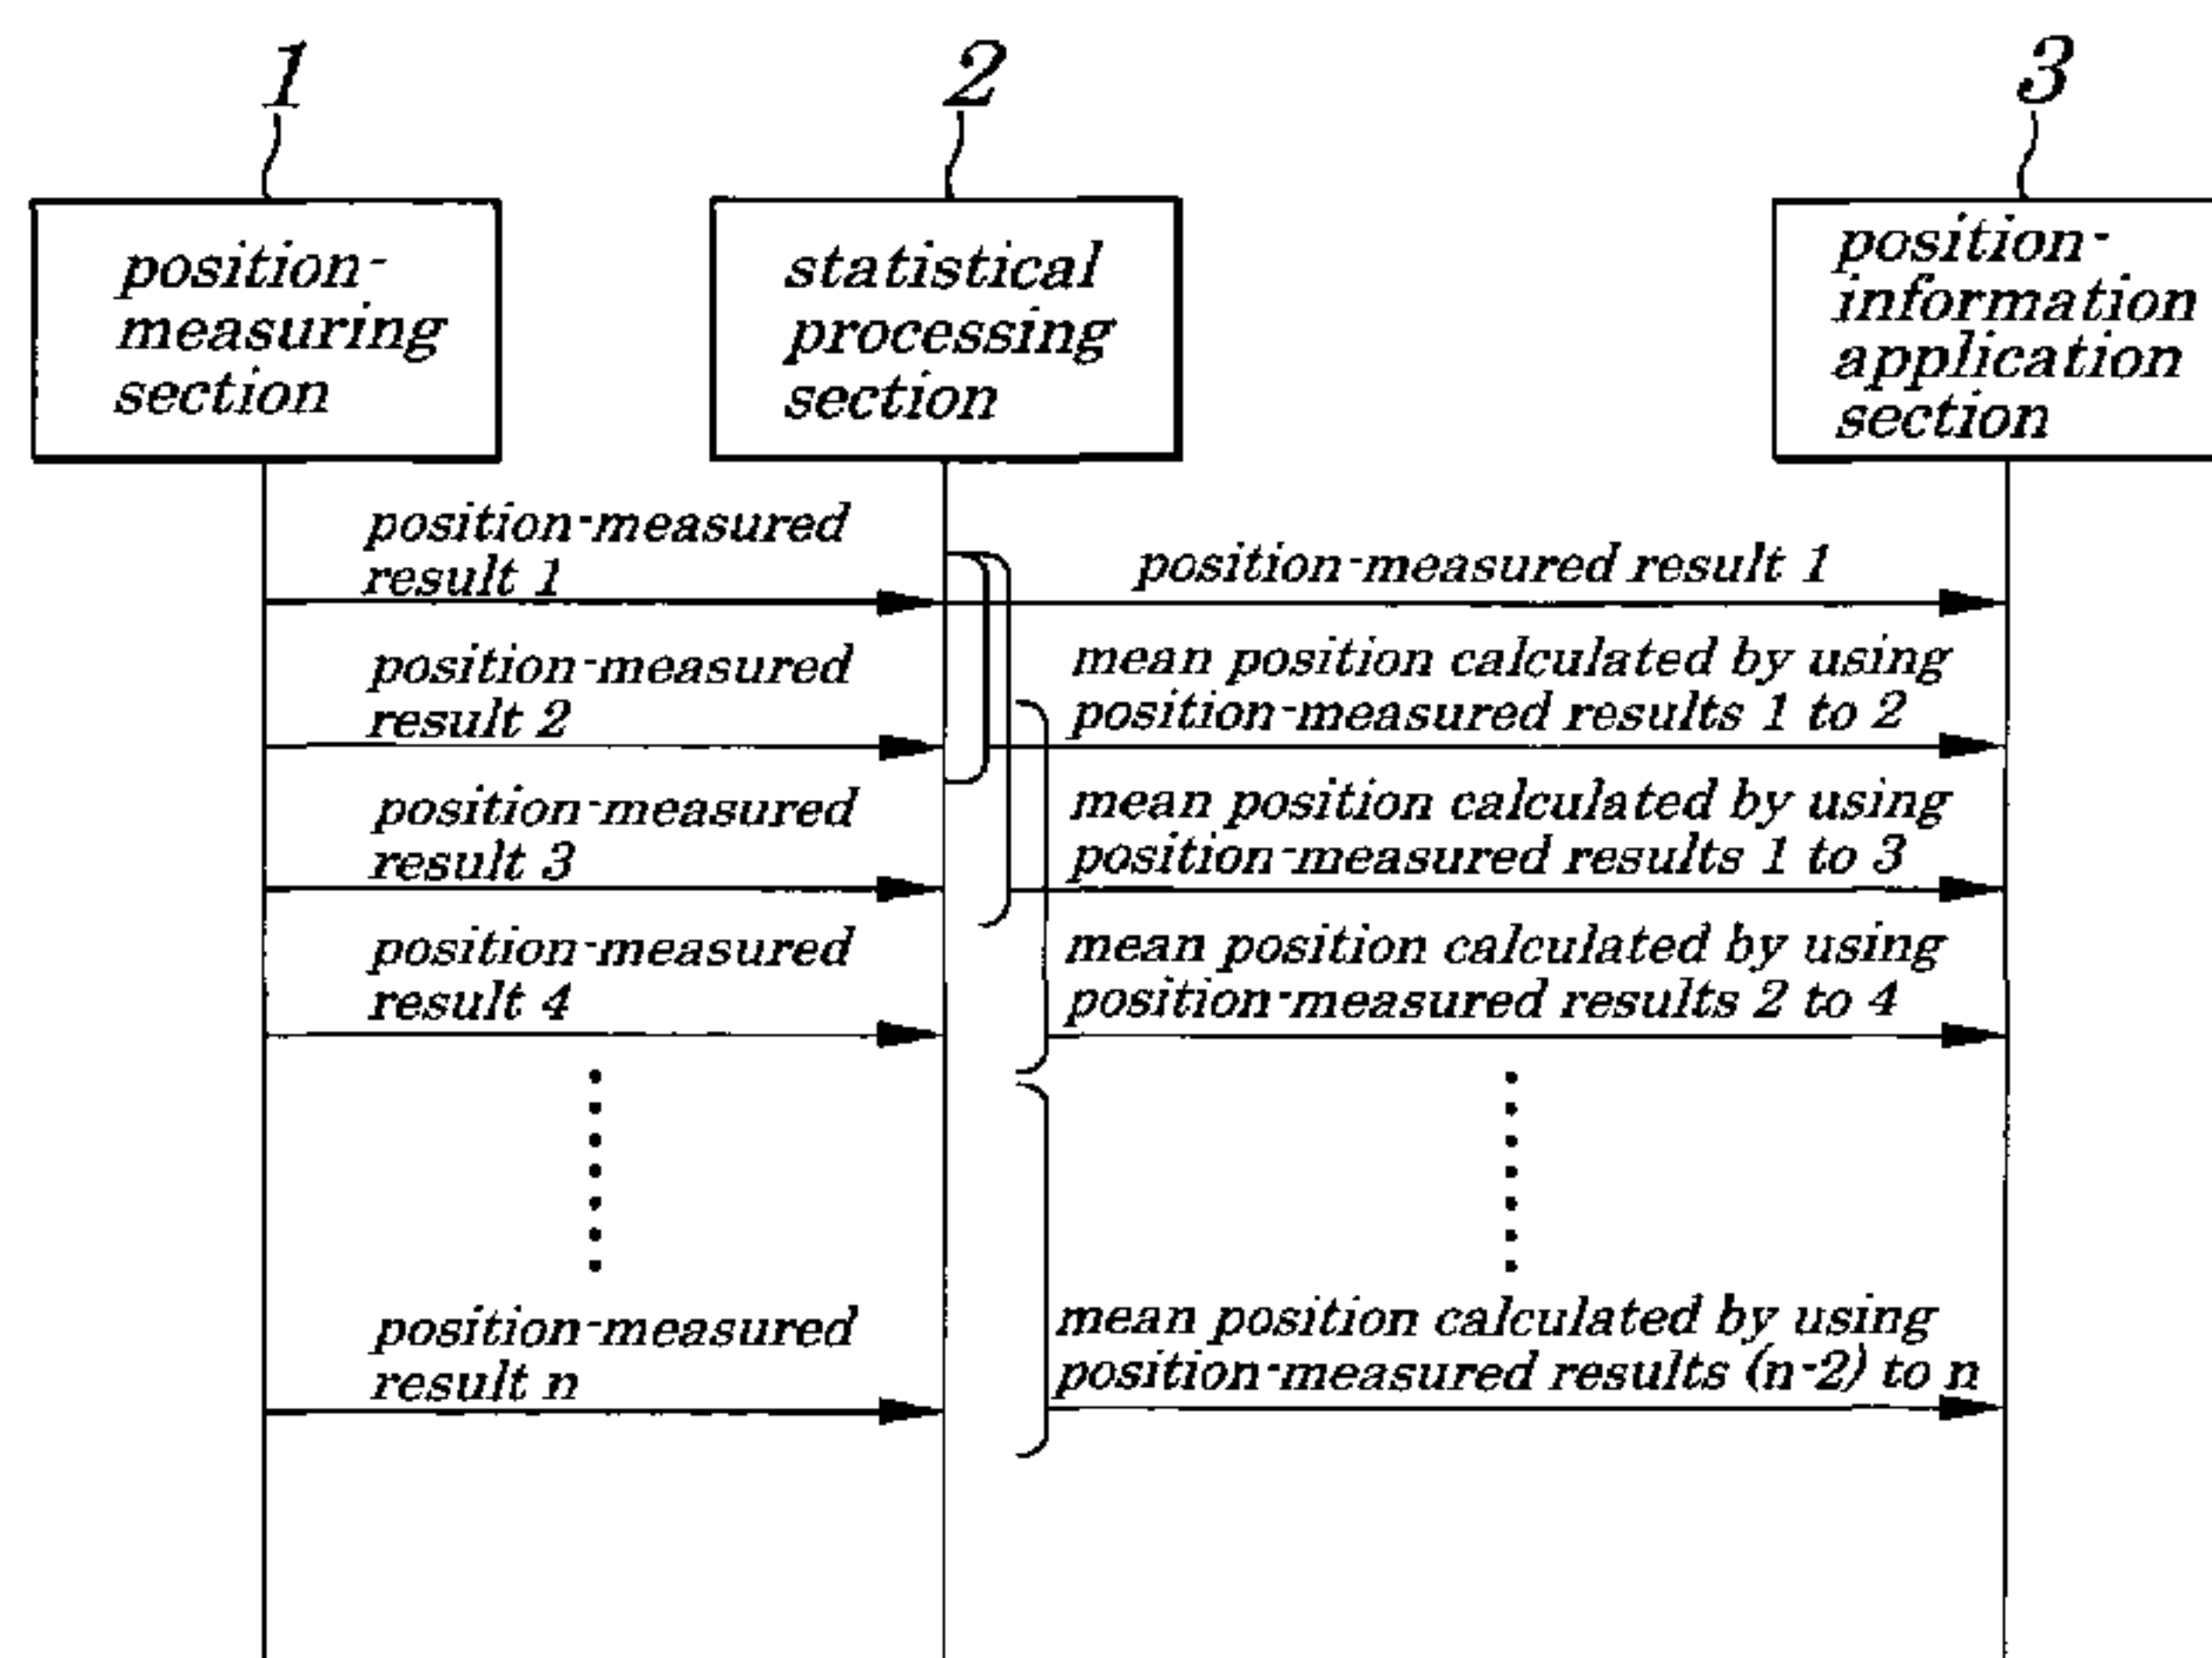 1
2
3
position-
measuring
section
statistical
processing
section
position-
information
application
section
position-measured
result 1
position-measured result 1
position-measured
result 2
mean position calculated by using
position-measured results 1 to 2
position-measured
result 3
mean position calculated by using
position-measured results 1 to 3
position-measured
result 4
mean position calculated by using
position-measured results 2 to 4
position-measured
result n
mean position calculated by using
position-measured results (n-2) to n